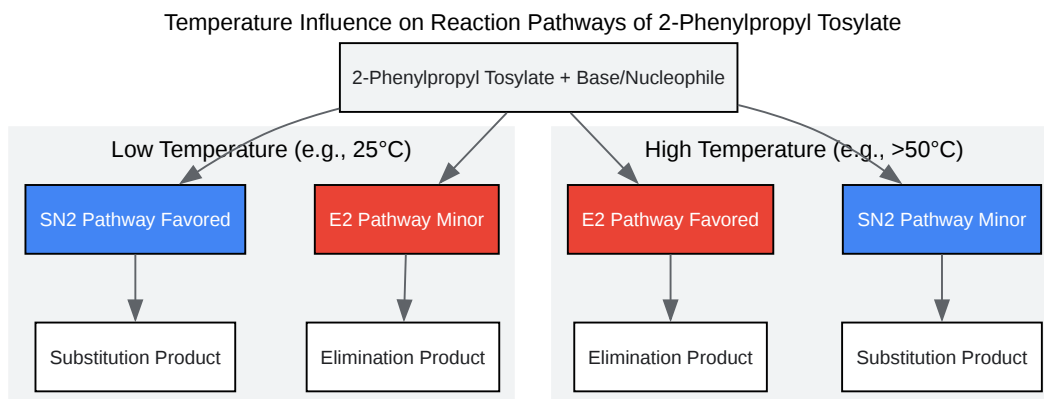 Temperature Influence on Reaction Pathways of 2-Phenylpropyl Tosylate
2-Phenylpropyl Tosylate + Base/Nucleophile
Low Temperature (e.g., 25°C)
High Temperature (e.g., >50°C)
SN2 Pathway Favored
E2 Pathway Minor
E2 Pathway Favored
SN2 Pathway Minor
Substitution Product
Elimination Product
Elimination Product
Substitution Product